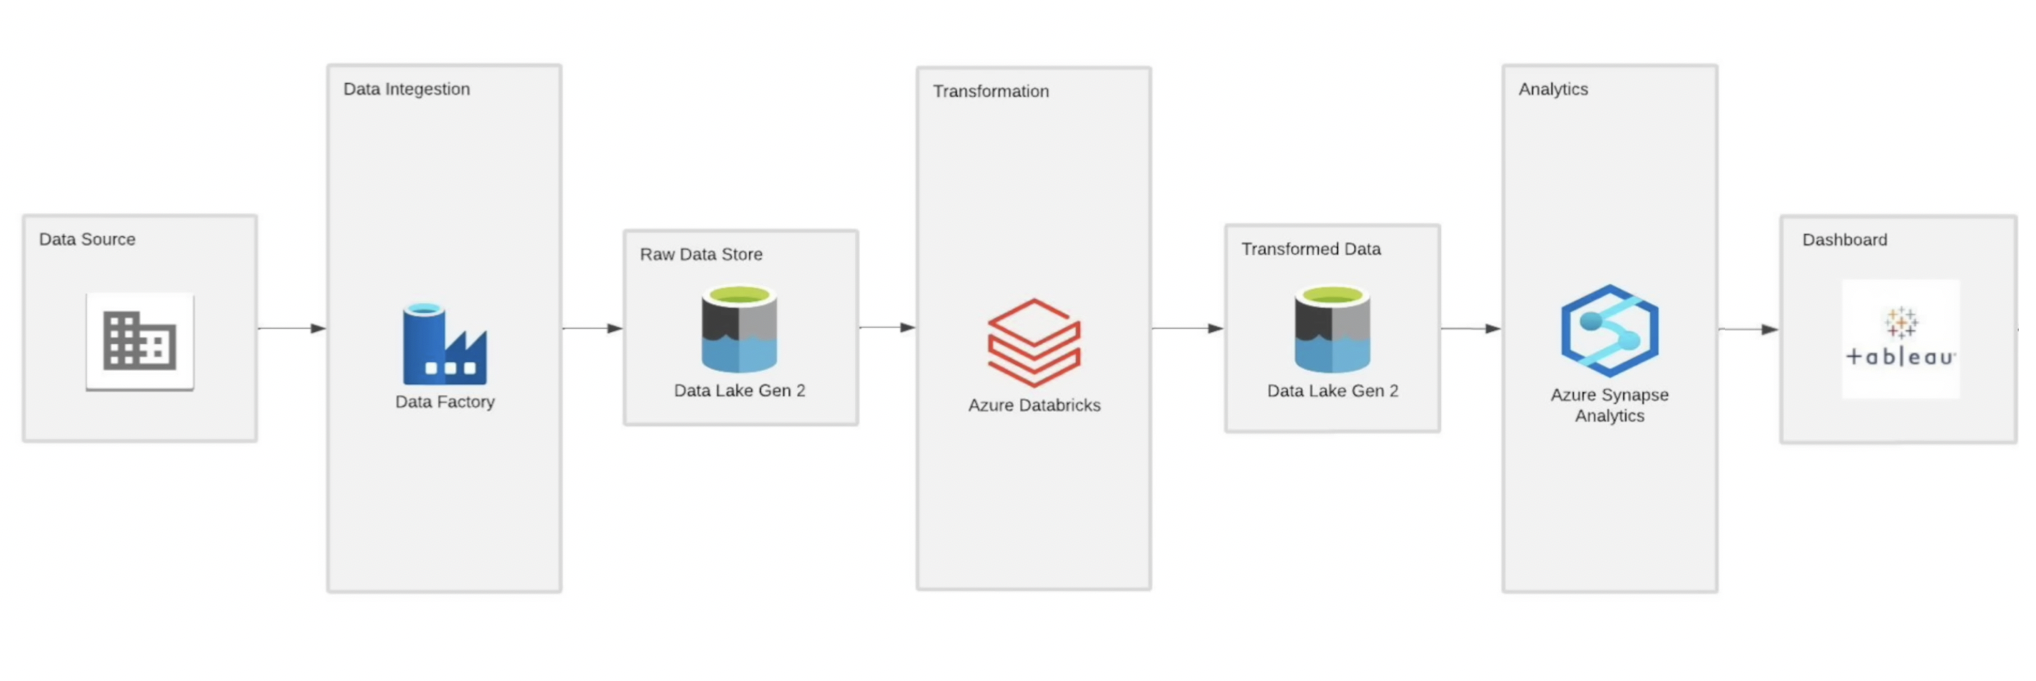 Data Source
Data Integestion
Data Factory
Raw Data Store
Data Lake Gen 2
Transformation
Azure Databricks
Transformed Data
Data Lake Gen 2
Analytics
Azure Synapse
Analytics
Dashboard
+ableau